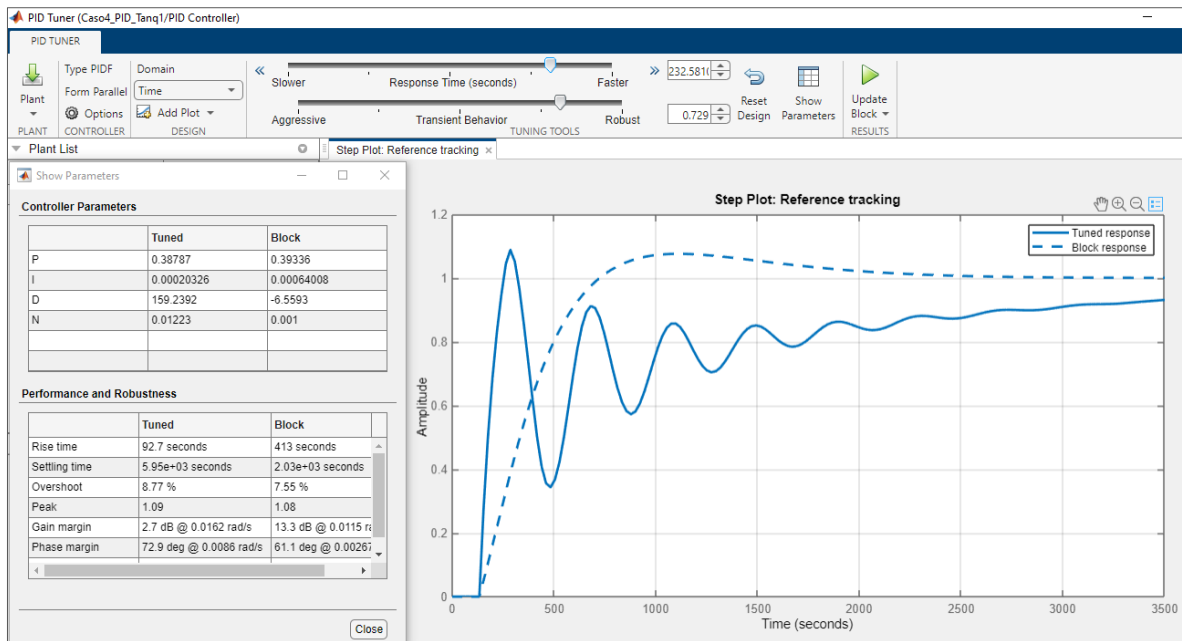 PID Tuner (Caso4_PID_Tanq1/PID Controller)
PID TUNER
Plant
PLANT
Type PIDF
Form Parallel
Options
CONTROLLER
Domain
Time
Add Plot
DESIGN
Slower
Response Time (seconds)
Faster
Aggressive
Transient Behavior
Robust
232.581(
0.729
TUNING TOOLS
Reset
Design
Show
Parameters
Update
Block
RESULTS
Plant List
Step Plot: Reference tracking
Show Parameters
Controller Parameters
Tuned Block
P 0.38787 0.39336
I 0.00020326 0.00064008
D 159.2392 -6.5593
N 0.01223 0.001
Performance and Robustness
Tuned Block
Rise time 92.7 seconds 413 seconds
Settling time 5.95e+03 seconds 2.03e+03 seconds
Overshoot 8.77 % 7.55 %
Peak 1.09 1.08
Gain margin 2.7 dB @ 0.0162 rad/s 13.3 dB @ 0.0115 ra
Phase margin 72.9 deg @ 0.0086 rad/s 61.1 deg @ 0.00267
Close
Step Plot: Reference tracking
Tuned response
Block response
Amplitude
1.2
1
0.8
0.6
0.4
0.2
0
0 500 1000 1500 2000 2500 3000 3500
Time (seconds)